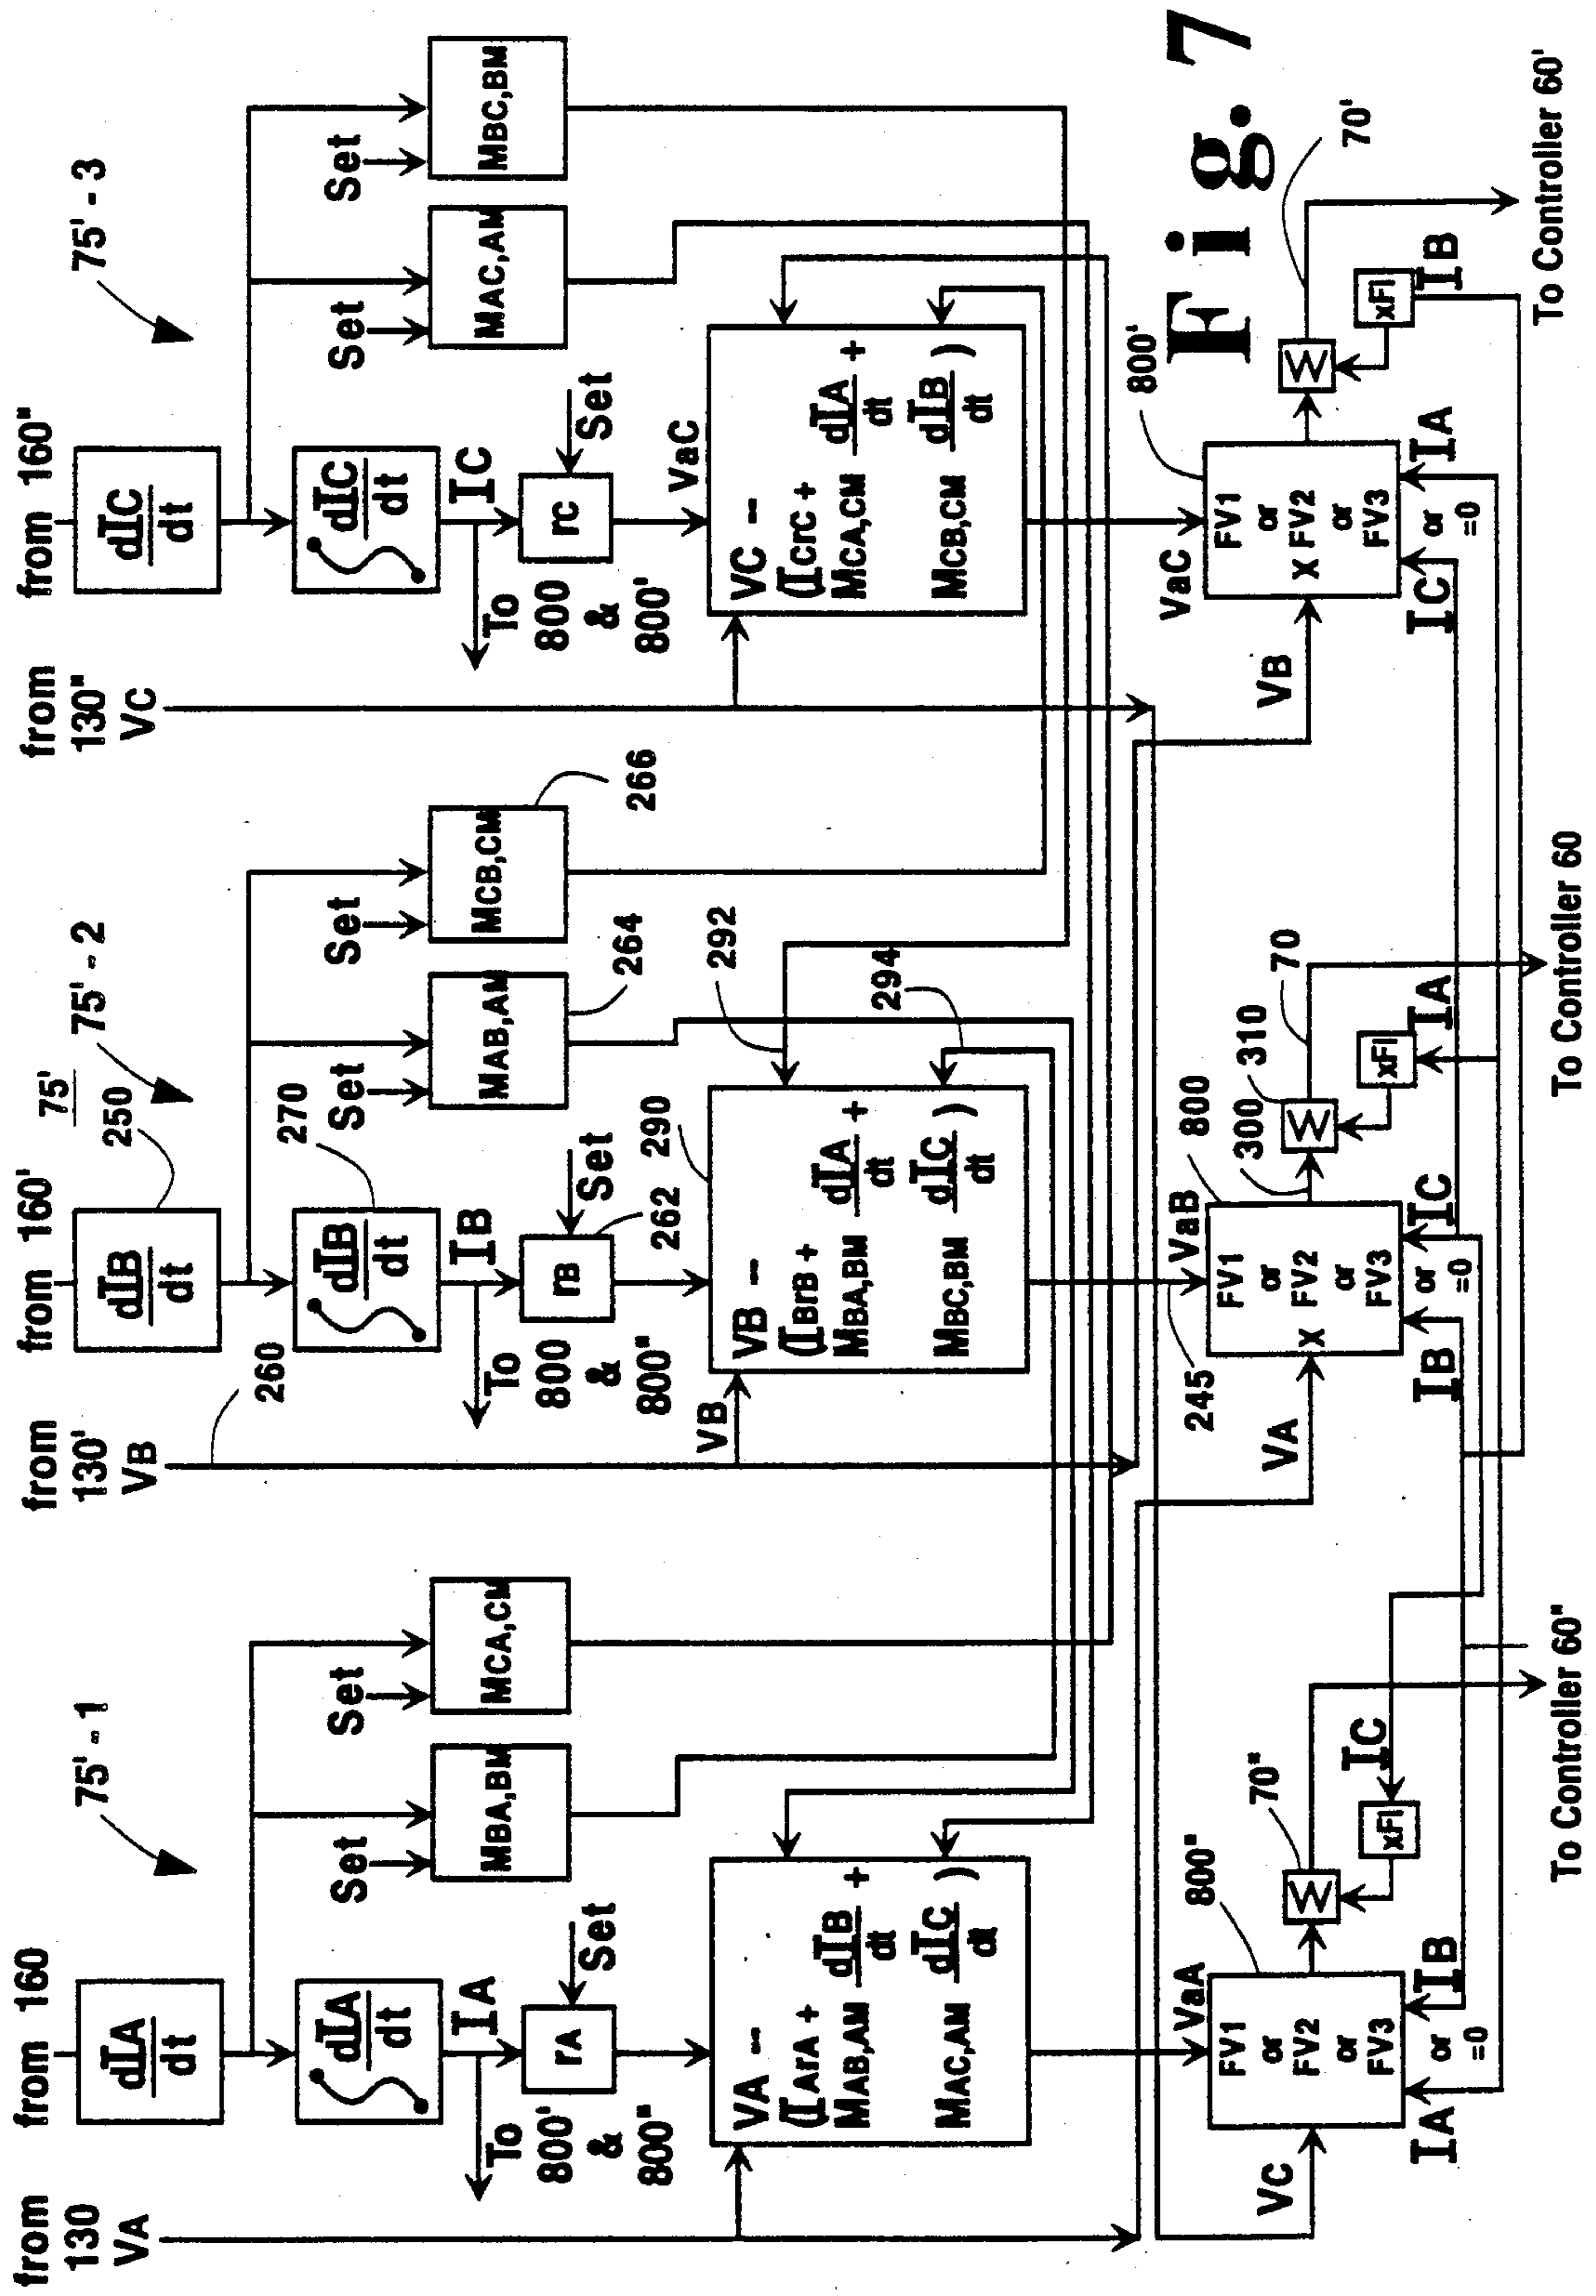 from 160
dIA
dt
75'-1
from
130
VA
dIA
dt
IA
To
800'
&
800"
rA
Set
Set
MBA,BM
Set
MCA,CM
VA -
(IArA +
MAB,AM dIB +
dt
MAC,AM dIC )
dt
VaA
VC
FV1
or
FV2
or
FV3
IA
or
=0
IB
800"
W
70"
xFI
IC
To Controller 60"
from 160'
dIB
dt
75'
250
75'-2
from
130'
VB
260
dIB
dt
270
IB
To
800
&
800"
rB
Set
262
Set
MAB,AM
264
Set
MCB,CM
266
VB
VB -
(IBrB +
MBA,BM dIA +
dt
MBC,BM dIC )
dt
290
292
294
245
VaB
VA
X
FV1
or
FV2
or
FV3
IB
or
=0
IC
800
300
310
W
70
xFI
IA
To Controller 60
from 160"
dIC
dt
75'-3
from
130"
VC
dIC
dt
IC
To
800
&
800'
rC
Set
Set
MAC,AM
Set
MBC,BM
VaC
VC -
(ICrC +
MCA,CM dIA +
dt
MCB,CM dIB )
dt
VaC
VB
FV1
or
X FV2
or
FV3
IC
or
=0
IA
800'
W
70'
xFI
IB
To Controller 60'
Fig. 7